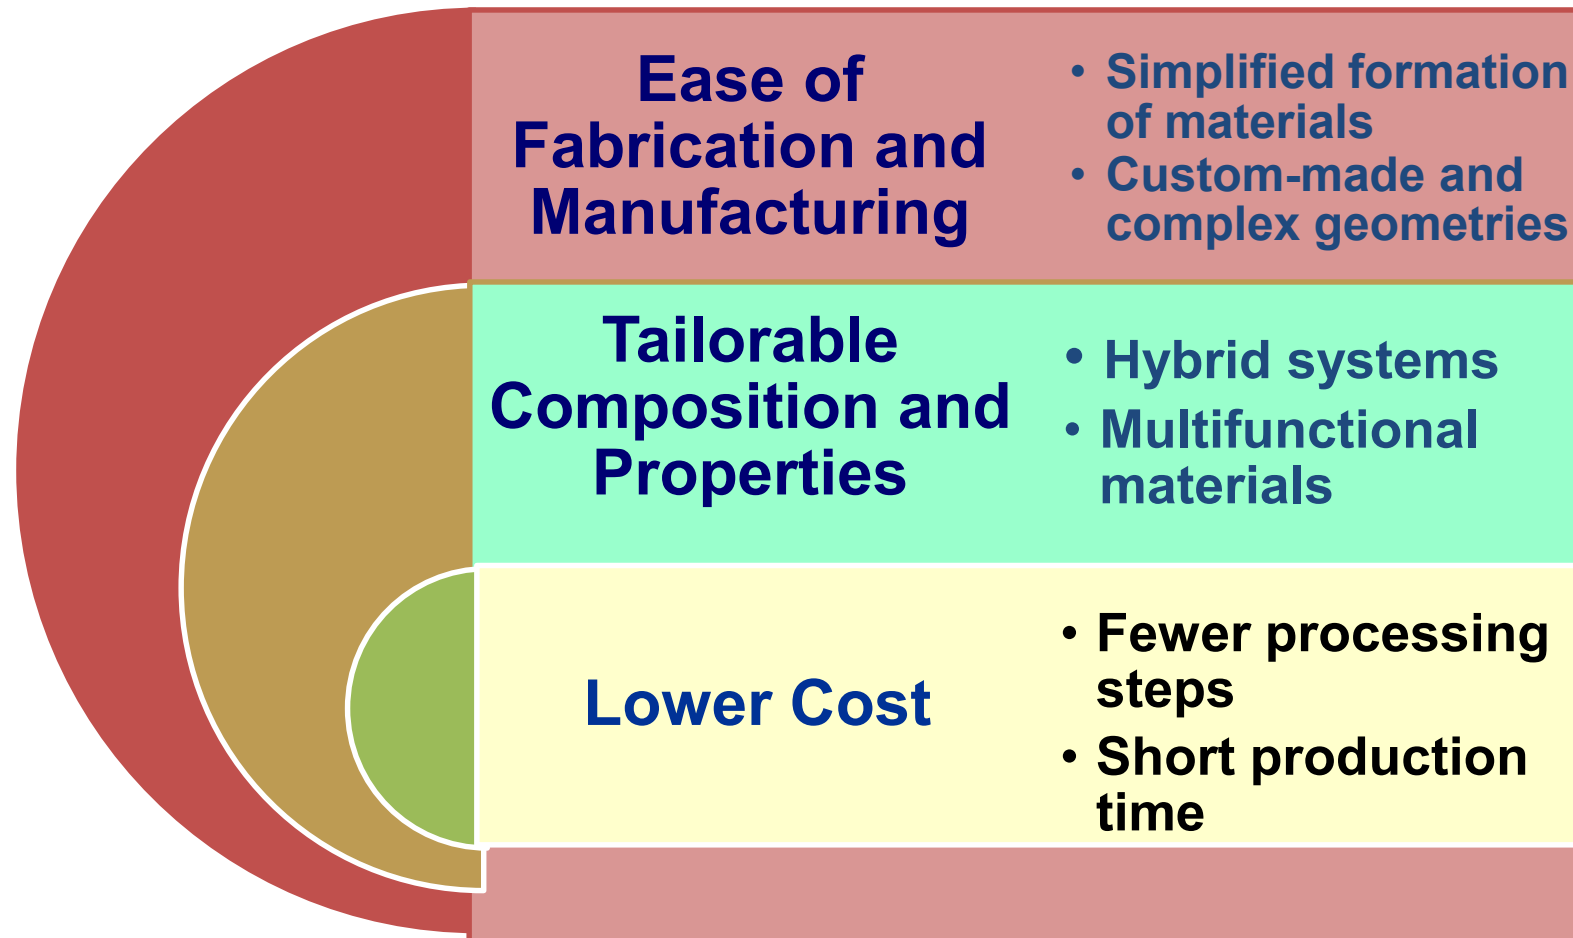 Ease of
Fabrication and
Manufacturing
• Simplified formation
of materials
• Custom-made and
complex geometries
Tailorable
Composition and
Properties
• Hybrid systems
• Multifunctional
materials
Lower Cost
• Fewer processing
steps
• Short production
time